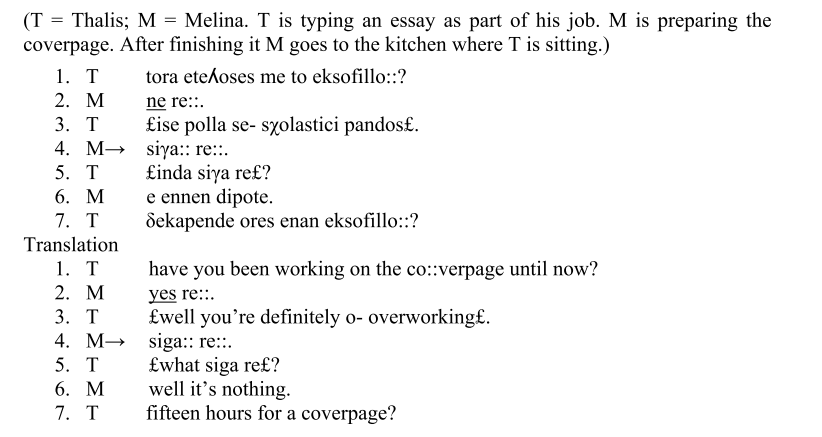 (T = Thalis; M = Melina. T is typing an essay as part of his job. M is preparing the
coverpage. After finishing it M goes to the kitchen where T is sitting.)
1. T tora eteʎoses me to eksofillo::?
2. M ne re::.
3. T £ise polla se- sχolastici pandos£.
4. M→ siɣa:: re::.
5. T £inda siɣa re£?
6. M e ennen dipote.
7. T δekapende ores enan eksofillo::?
Translation
1. T have you been working on the co::verpage until now?
2. M yes re::.
3. T £well you’re definitely o- overworking£.
4. M→ siga:: re::.
5. T £what siga re£?
6. M well it’s nothing.
7. T fifteen hours for a coverpage?